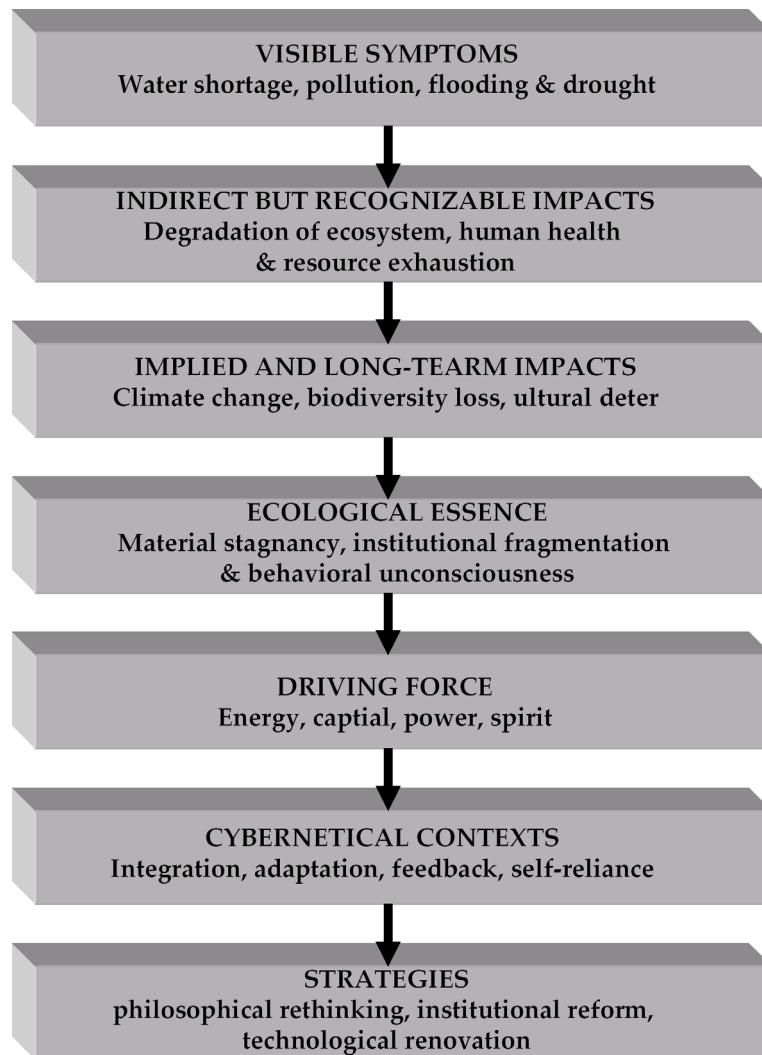 VISIBLE SYMPTOMS
Water shortage, pollution, flooding & drought
INDIRECT BUT RECOGNIZABLE IMPACTS
Degradation of ecosystem, human health
& resource exhaustion
IMPLIED AND LONG-TEARM IMPACTS
Climate change, biodiversity loss, ultural deter
ECOLOGICAL ESSENCE
Material stagnancy, institutional fragmentation
& behavioral unconsciousness
DRIVING FORCE
Energy, captial, power, spirit
CYBERNETICAL CONTEXTS
Integration, adaptation, feedback, self-reliance
STRATEGIES
philosophical rethinking, institutional reform,
technological renovation